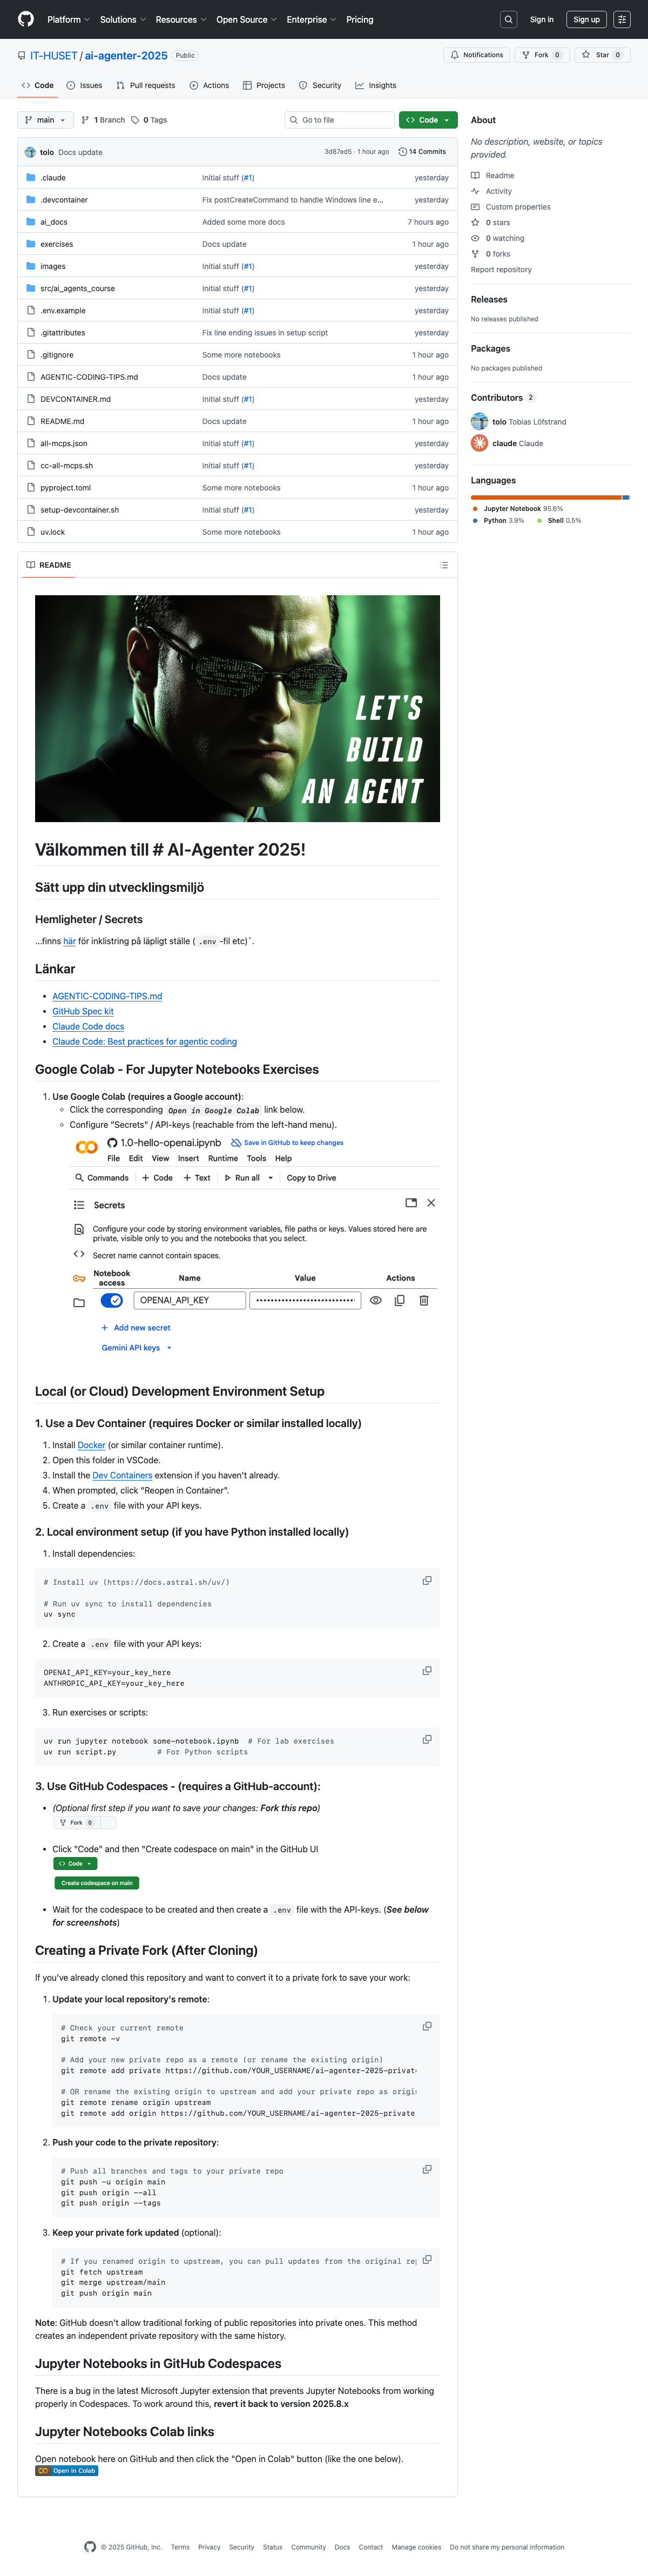 Platform Solutions Resources Open Source Enterprise Pricing Sign in Sign up
IT-HUSET / ai-agenter-2025 Public Notifications Fork 0 Star 0
Code Issues Pull requests Actions Projects Security Insights
main 1 Branch 0 Tags Go to file Code
tolo Docs update 3d87ed5 · 1 hour ago 14 Commits
.claude Initial stuff (#1) yesterday
.devcontainer Fix postCreateCommand to handle Windows line e... yesterday
ai_docs Added some more docs 7 hours ago
exercises Docs update 1 hour ago
images Initial stuff (#1) yesterday
src/ai_agents_course Initial stuff (#1) yesterday
.env.example Initial stuff (#1) yesterday
.gitattributes Fix line ending issues in setup script yesterday
.gitignore Some more notebooks 1 hour ago
AGENTIC-CODING-TIPS.md Docs update 1 hour ago
DEVCONTAINER.md Initial stuff (#1) yesterday
README.md Docs update 1 hour ago
all-mcps.json Initial stuff (#1) yesterday
cc-all-mcps.sh Initial stuff (#1) yesterday
pyproject.toml Some more notebooks 1 hour ago
setup-devcontainer.sh Initial stuff (#1) yesterday
uv.lock Some more notebooks 1 hour ago
About
No description, website, or topics
provided.
Readme
Activity
Custom properties
0 stars
0 watching
0 forks
Report repository
Releases
No releases published
Packages
No packages published
Contributors 2
tolo Tobias Löfstrand
claude Claude
Languages
Jupyter Notebook 95.6%
Python 3.9% Shell 0.5%
README
LET'S
BUILD
AN AGENT
Välkommen till # AI-Agenter 2025!
Sätt upp din utvecklingsmiljö
Hemligheter / Secrets
...finns här för inklistring på läpligt ställe ( .env -fil etc)`.
Länkar
AGENTIC-CODING-TIPS.md
GitHub Spec kit
Claude Code docs
Claude Code: Best practices for agentic coding
Google Colab - For Jupyter Notebooks Exercises
1. Use Google Colab (requires a Google account):
Click the corresponding Open in Google Colab link below.
Configure "Secrets" / API-keys (reachable from the left-hand menu).
1.0-hello-openai.ipynb Save in GitHub to keep changes
File Edit View Insert Runtime Tools Help
Commands + Code + Text Run all Copy to Drive
Secrets
Configure your code by storing environment variables, file paths or keys. Values stored here are
private, visible only to you and the notebooks that you select.
Secret name cannot contain spaces.
Notebook access Name Value Actions
OPENAI_API_KEY ••••••••••••••••••••••••••••
+ Add new secret
Gemini API keys
Local (or Cloud) Development Environment Setup
1. Use a Dev Container (requires Docker or similar installed locally)
1. Install Docker (or similar container runtime).
2. Open this folder in VSCode.
3. Install the Dev Containers extension if you haven't already.
4. When prompted, click "Reopen in Container".
5. Create a .env file with your API keys.
2. Local environment setup (if you have Python installed locally)
1. Install dependencies:
# Install uv (https://docs.astral.sh/uv/)
# Run uv sync to install dependencies
uv sync
2. Create a .env file with your API keys:
OPENAI_API_KEY=your_key_here
ANTHROPIC_API_KEY=your_key_here
3. Run exercises or scripts:
uv run jupyter notebook some-notebook.ipynb # For lab exercises
uv run script.py # For Python scripts
3. Use GitHub Codespaces - (requires a GitHub-account):
(Optional first step if you want to save your changes: Fork this repo)
Fork 0
Click "Code" and then "Create codespace on main" in the GitHub UI
Code
Create codespace on main
Wait for the codespace to be created and then create a .env file with the API-keys. (See below
for screenshots)
Creating a Private Fork (After Cloning)
If you've already cloned this repository and want to convert it to a private fork to save your work:
1. Update your local repository's remote:
# Check your current remote
git remote -v
# Add your new private repo as a remote (or rename the existing origin)
git remote add private https://github.com/YOUR_USERNAME/ai-agenter-2025-private
# OR rename the existing origin to upstream and add your private repo as origi
git remote rename origin upstream
git remote add origin https://github.com/YOUR_USERNAME/ai-agenter-2025-private
2. Push your code to the private repository:
# Push all branches and tags to your private repo
git push -u origin main
git push origin --all
git push origin --tags
3. Keep your private fork updated (optional):
# If you renamed origin to upstream, you can pull updates from the original re
git fetch upstream
git merge upstream/main
git push origin main
Note: GitHub doesn't allow traditional forking of public repositories into private ones. This method
creates an independent private repository with the same history.
Jupyter Notebooks in GitHub Codespaces
There is a bug in the latest Microsoft Jupyter extension that prevents Jupyter Notebooks from working
properly in Codespaces. To work around this, revert it back to version 2025.8.x
Jupyter Notebooks Colab links
Open notebook here on GitHub and then click the "Open in Colab" button (like the one below).
Open in Colab
© 2025 GitHub, Inc. Terms Privacy Security Status Community Docs Contact Manage cookies Do not share my personal information